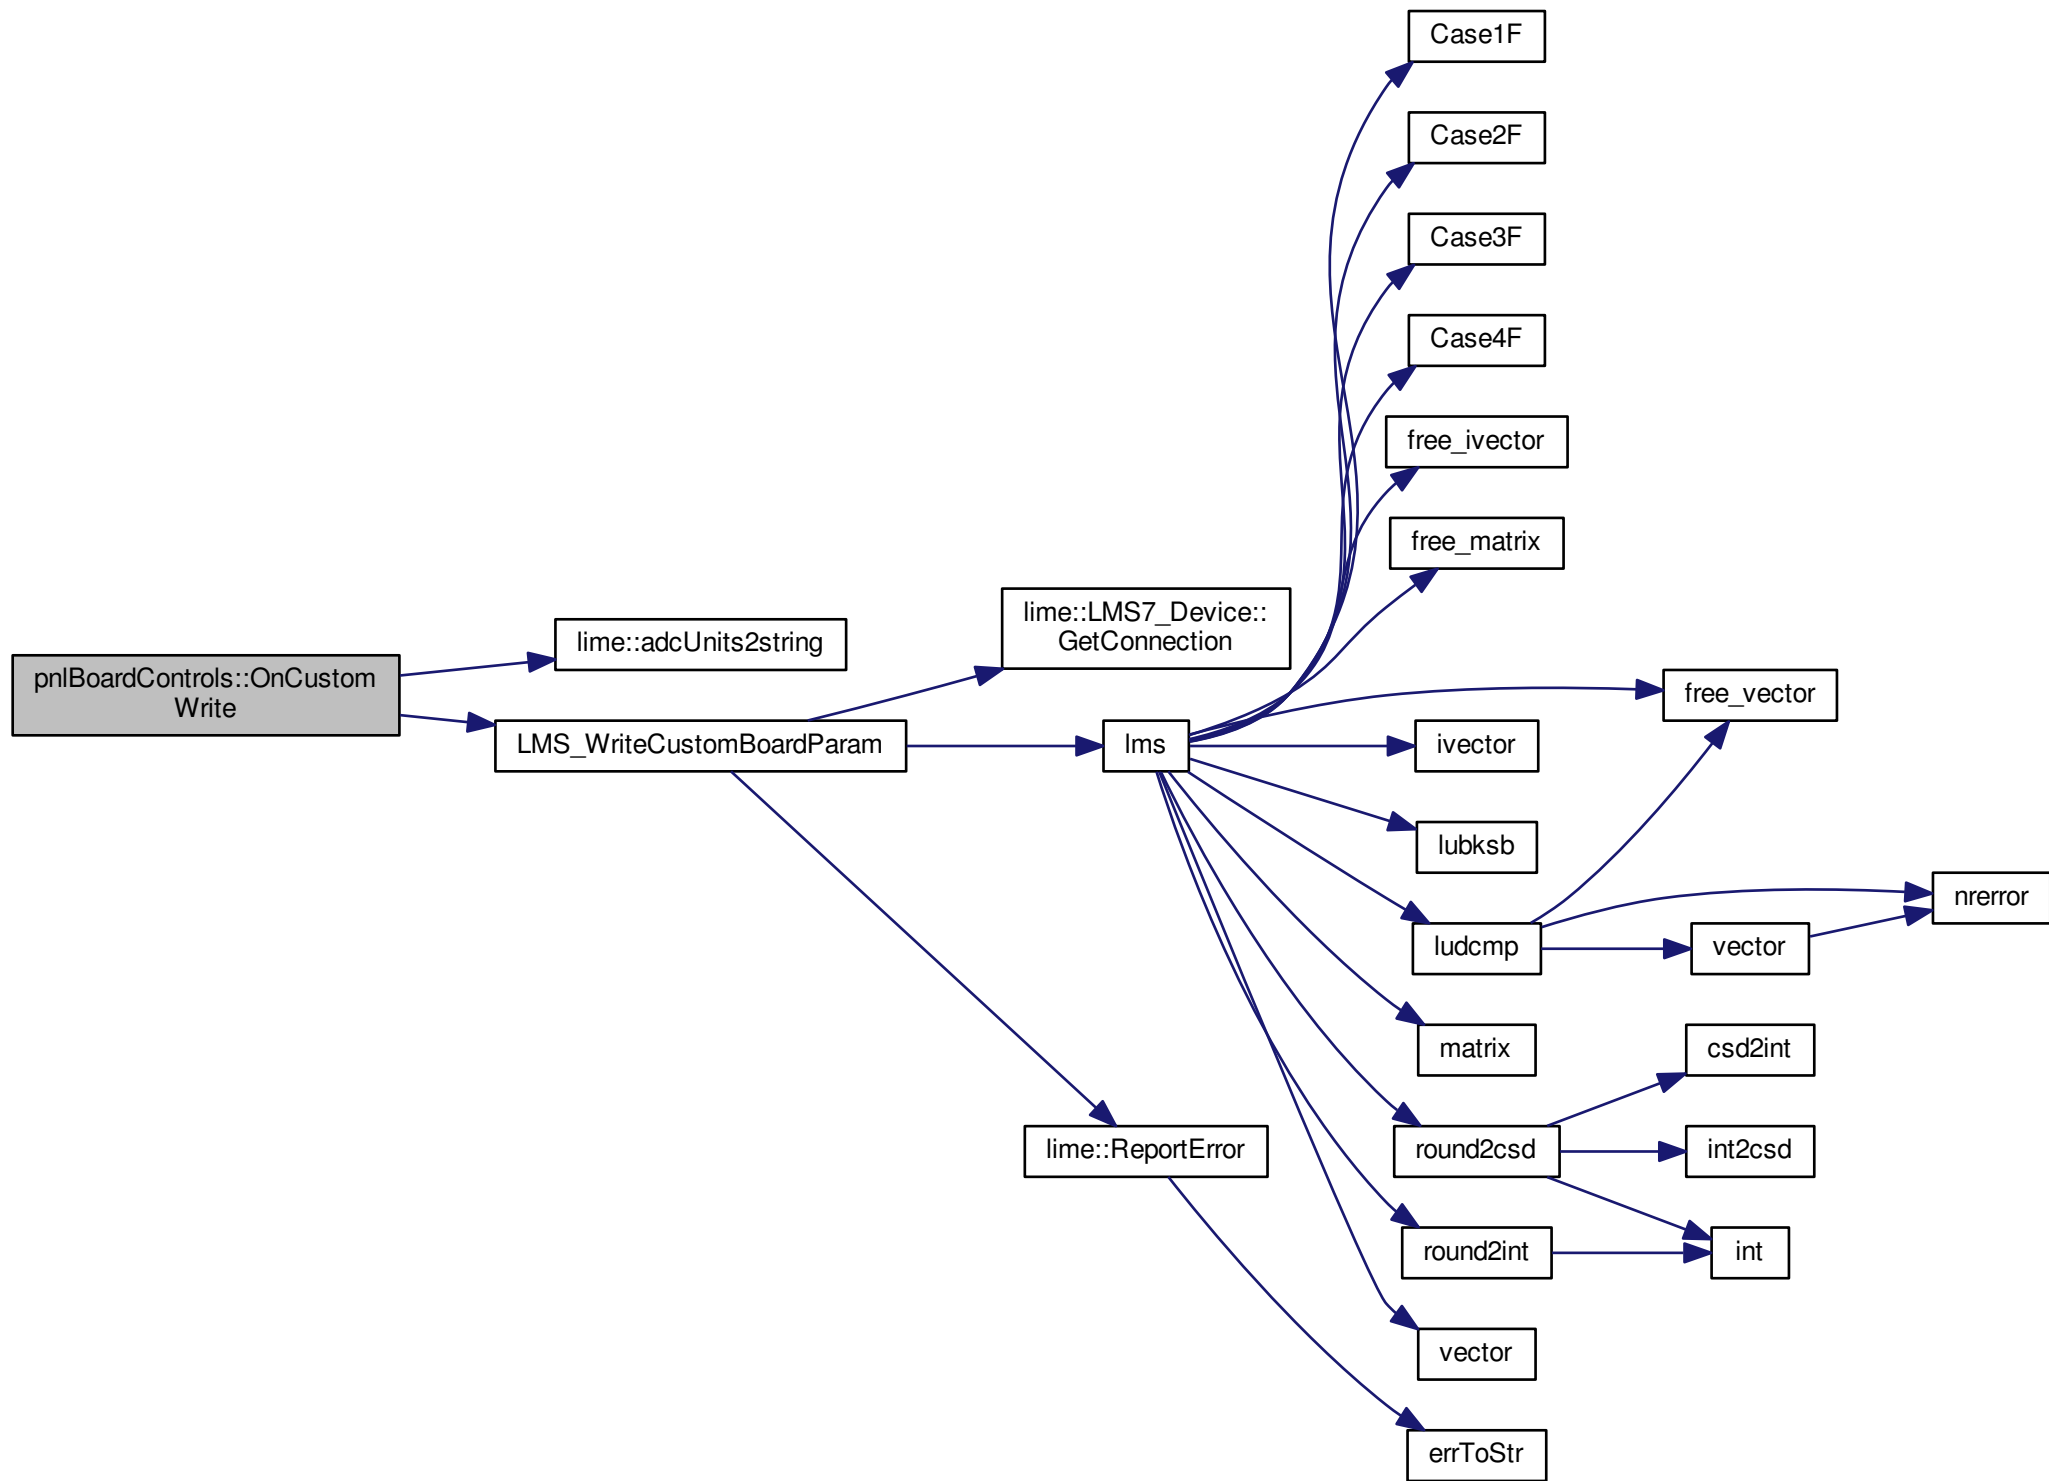 Case1F
Case2F
Case3F
Case4F
free_ivector
free_matrix
lime::LMS7_Device::
GetConnection
lime::adcUnits2string
pnlBoardControls::OnCustom
Write
free_vector
LMS_WriteCustomBoardParam
lms
ivector
lubksb
nrerror
ludcmp
vector
matrix
csd2int
lime::ReportError
round2csd
int2csd
round2int
int
vector
errToStr